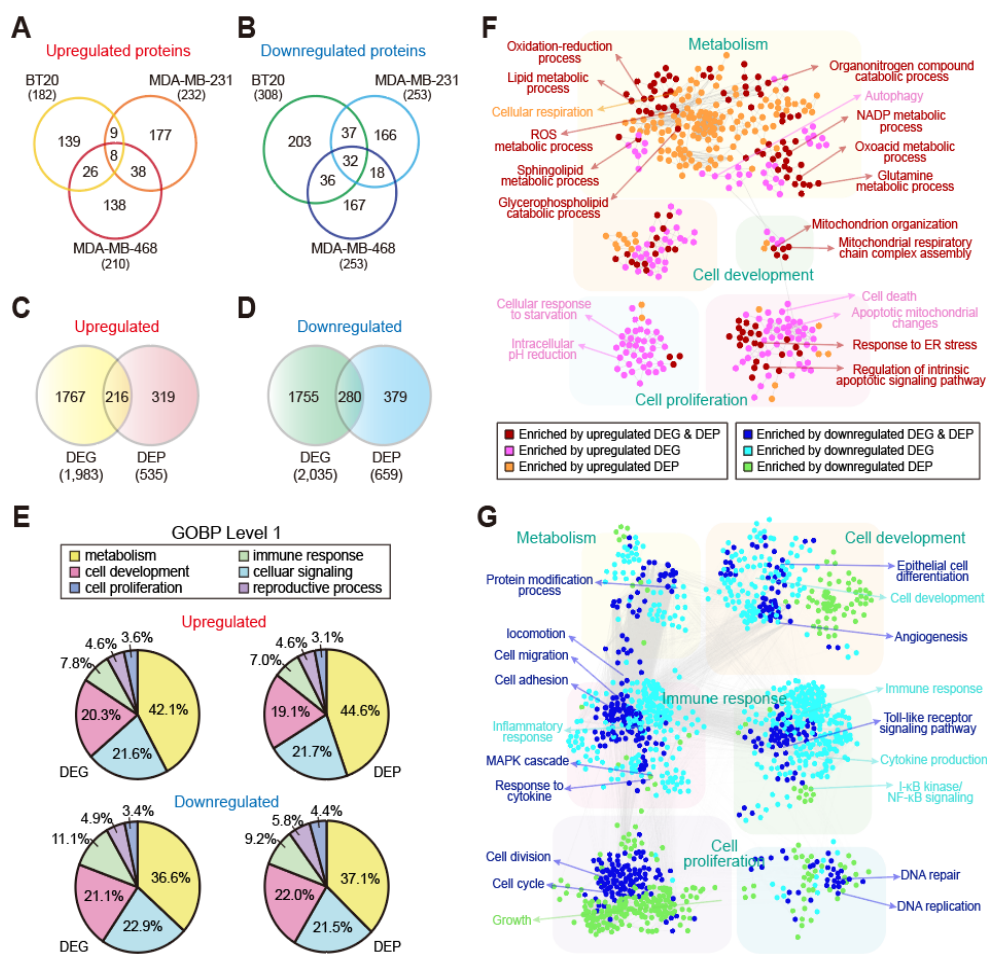 A
Upregulated proteins
BT20
(182)
MDA-MB-231
(232)
139
9
177
8
26
38
138
MDA-MB-468
(210)
B
Downregulated proteins
BT20
(308)
MDA-MB-231
(253)
203
37
166
32
36
18
167
MDA-MB-468
(253)
C
Upregulated
1767
216
319
DEG
(1,983)
DEP
(535)
D
Downregulated
1755
280
379
DEG
(2,035)
DEP
(659)
E
GOBP Level 1
metabolism
cell development
cell proliferation
immune response
celluar signaling
reproductive process
Upregulated
3.6%
4.6%
7.8%
42.1%
20.3%
21.6%
DEG
3.1%
4.6%
7.0%
44.6%
19.1%
21.7%
DEP
Downregulated
3.4%
4.9%
11.1%
36.6%
21.1%
22.9%
DEG
4.4%
5.8%
9.2%
37.1%
22.0%
21.5%
DEP
F
Metabolism
Oxidation-reduction
process
Lipid metabolic
process
Cellular respiration
ROS
metabolic process
Sphingolipid
metabolic process
Glycerophospholipid
catabolic process
Organonitrogen compound
catabolic process
Autophagy
NADP metabolic
process
Oxoacid metabolic
process
Glutamine
metabolic process
Mitochondrion organization
Mitochondrial respiratory
chain complex assembly
Cell development
Cellular response
to starvation
Intracellular
pH reduction
Cell death
Apoptotic mitochondrial
changes
Response to ER stress
Regulation of intrinsic
apoptotic signaling pathway
Cell proliferation
Enriched by upregulated DEG & DEP
Enriched by upregulated DEG
Enriched by upregulated DEP
Enriched by downregulated DEG & DEP
Enriched by downregulated DEG
Enriched by downregulated DEP
G
Metabolism
Cell development
Protein modification
process
Epithelial cell
differentiation
Cell development
Angiogenesis
locomotion
Cell migration
Cell adhesion
Immune response
Inflammatory
response
MAPK cascade
Response to
cytokine
Immune response
Toll-like receptor
signaling pathway
Cytokine production
I-κB kinase/
NF-κB signaling
Cell
proliferation
Cell division
Cell cycle
Growth
DNA repair
DNA replication